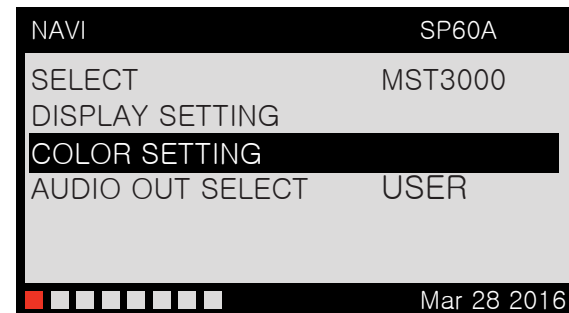 NAVI SP60A
SELECT MST3000
DISPLAY SETTING
COLOR SETTING
AUDIO OUT SELECT USER
Mar 28 2016